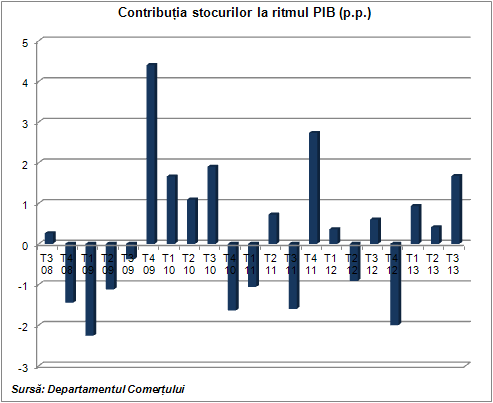 Contribuția stocurilor la ritmul PIB (p.p.)
5
4
3
2
1
0
-1
-2
-3
T3 T4 T1 T2 T3 T4 T1 T2 T3 T4 T1 T2 T3 T4 T1 T2 T3 T4 T1 T2 T3
08 08 09 09 09 09 10 10 10 10 11 11 11 11 12 12 12 12 13 13 13
Sursă: Departamentul Comerțului